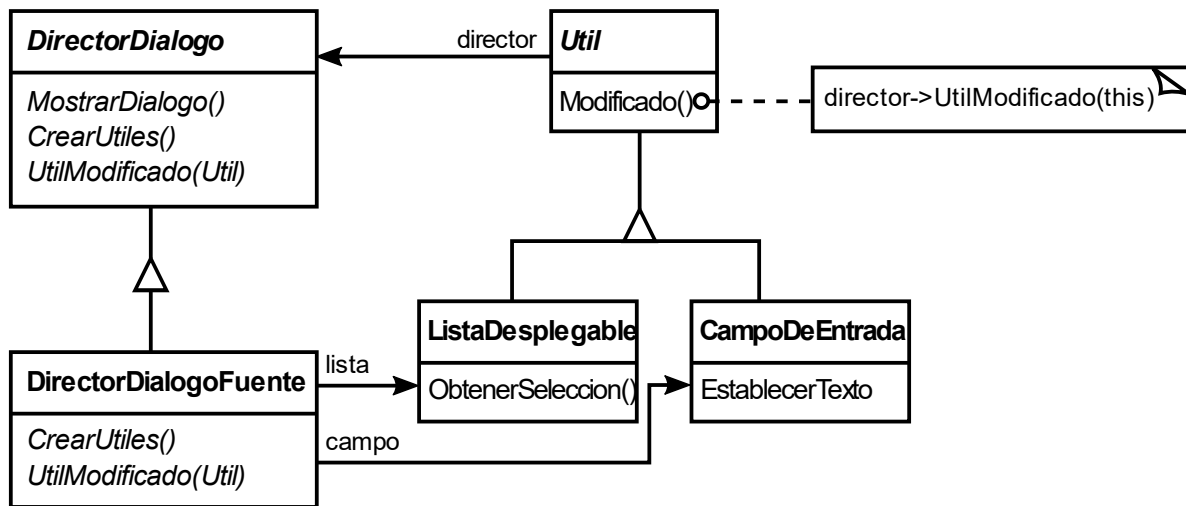 DirectorDialogo
MostrarDialogo()
CrearUtiles()
UtilModificado(Util)
director
Util
Modificado()
director->UtilModificado(this)
DirectorDialogoFuente
CrearUtiles()
UtilModificado(Util)
lista
campo
ListaDesplegable
ObtenerSeleccion()
CampoDeEntrada
EstablecerTexto